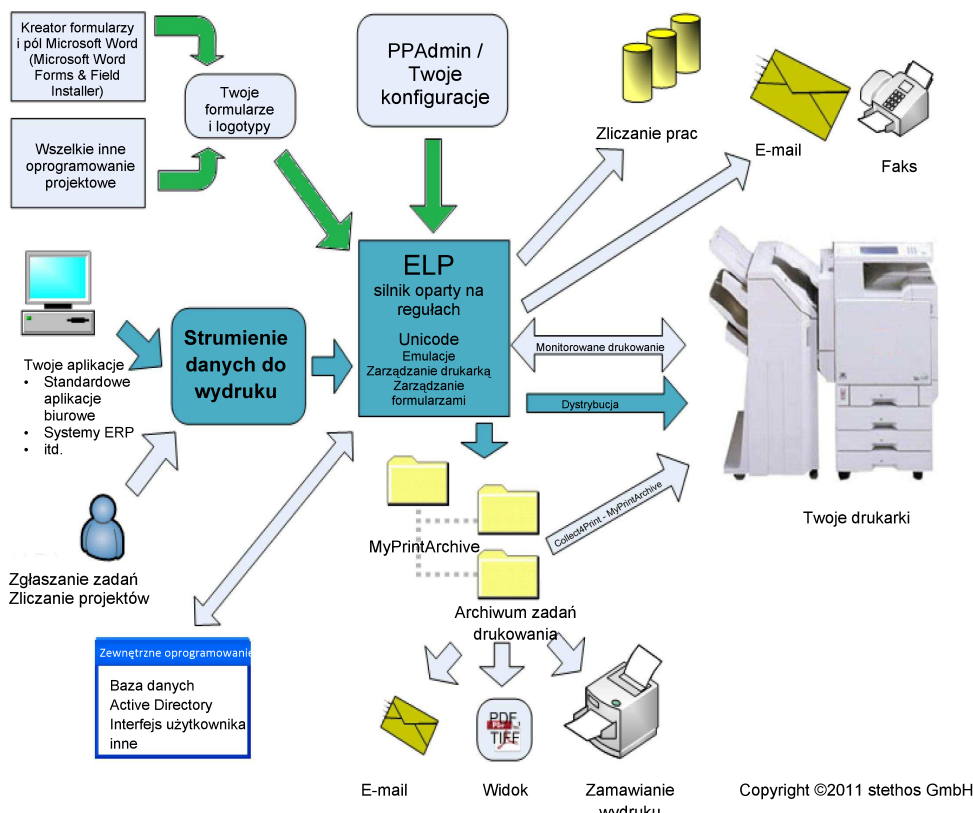 Kreator formularzy
i pól Microsoft Word
(Microsoft Word
Forms & Field
Installer)
Wszelkie inne
oprogramowanie
projektowe
Twoje
formularze
i logotypy
PPAdmin /
Twoje
konfiguracje
Zliczanie prac
E-mail
Faks
ELP
silnik oparty na
regułach
Unicode
Emulacje
Zarządzanie drukarką
Zarządzanie
formularzami
Strumienie
danych do
wydruku
Twoje aplikacje
• Standardowe
aplikacje
biurowe
• Systemy ERP
• itd.
Monitorowane drukowanie
Dystrybucja
Collect4Print - MyPrintArchive
Twoje drukarki
MyPrintArchive
Archiwum zadań
drukowania
Zgłaszanie zadań
Zliczanie projektów
Zewnętrzne oprogramowanie
Baza danych
Active Directory
Interfejs użytkownika
inne
PDF,
TIFF
E-mail
Widok
Zamawianie
wydruku
Copyright ©2011 stethos GmbH